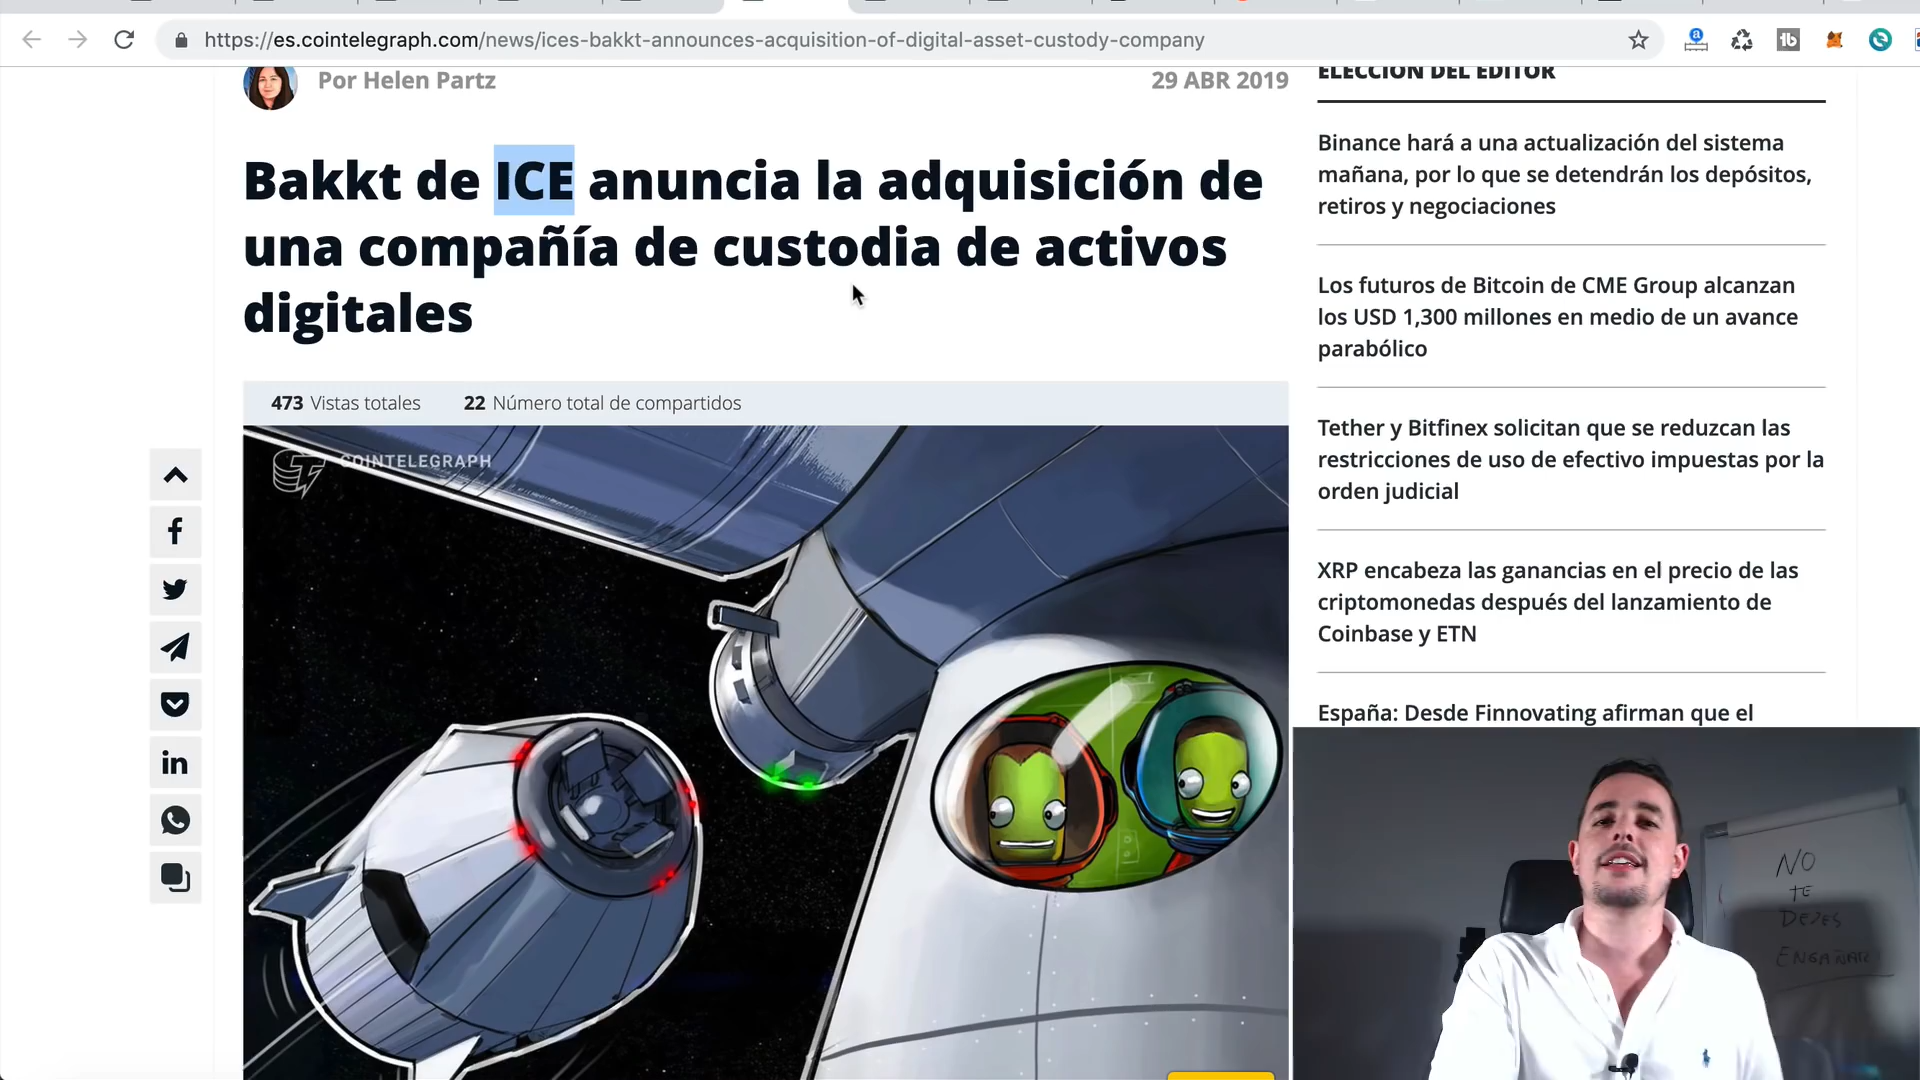 https://es.cointelegraph.com/news/ices-bakkt-announces-acquisition-of-digital-asset-custody-company
Por Helen Partz
29 ABR 2019
Bakkt de ICE anuncia la adquisición de
una compañía de custodia de activos
digitales
473 Vistas totales
22 Número total de compartidos
COINTELEGRAPH
ELECCIÓN DEL EDITOR
Binance hará a una actualización del sistema
mañana, por lo que se detendrán los depósitos,
retiros y negociaciones
Los futuros de Bitcoin de CME Group alcanzan
los USD 1,300 millones en medio de un avance
parabólico
Tether y Bitfinex solicitan que se reduzcan las
restricciones de uso de efectivo impuestas por la
orden judicial
XRP encabeza las ganancias en el precio de las
criptomonedas después del lanzamiento de
Coinbase y ETN
España: Desde Finnovating afirman que el
NO
TE
DEJES
ENGAÑAR